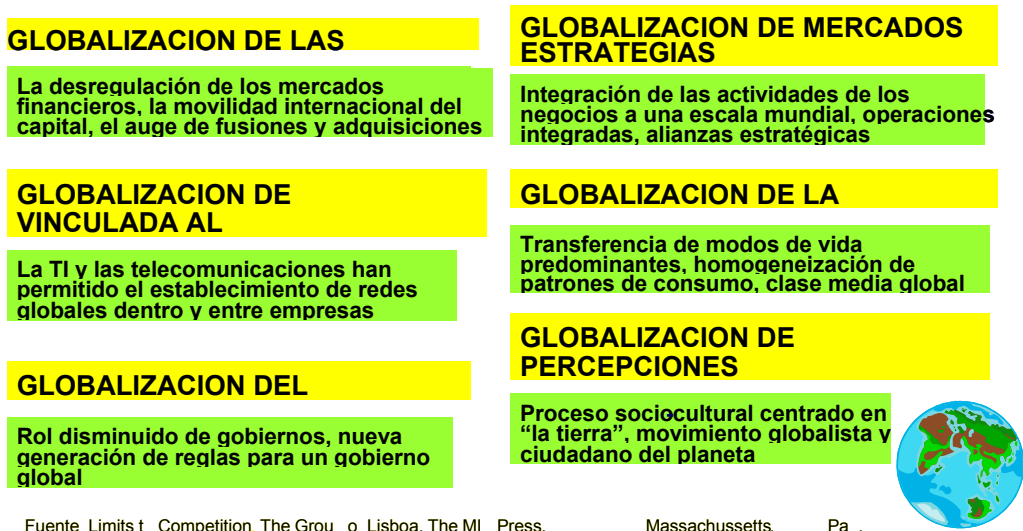 GLOBALIZACION DE LAS
La desregulación de los mercados
financieros, la movilidad internacional del
capital, el auge de fusiones y adquisiciones
GLOBALIZACION DE
VINCULADA AL
La TI y las telecomunicaciones han
permitido el establecimiento de redes
globales dentro y entre empresas
GLOBALIZACION DEL
Rol disminuido de gobiernos, nueva
generación de reglas para un gobierno
global
GLOBALIZACION DE MERCADOS
ESTRATEGIAS
Integración de las actividades de los
negocios a una escala mundial, operaciones
integradas, alianzas estratégicas
GLOBALIZACION DE LA
Transferencia de modos de vida
predominantes, homogeneización de
patrones de consumo, clase media global
GLOBALIZACION DE
PERCEPCIONES
Proceso sociocultural centrado en
“la tierra”, movimiento globalista y
ciudadano del planeta
Fuente Limits t Competition, The Grou o Lisboa, The MI Press, Massachussetts, Pa .